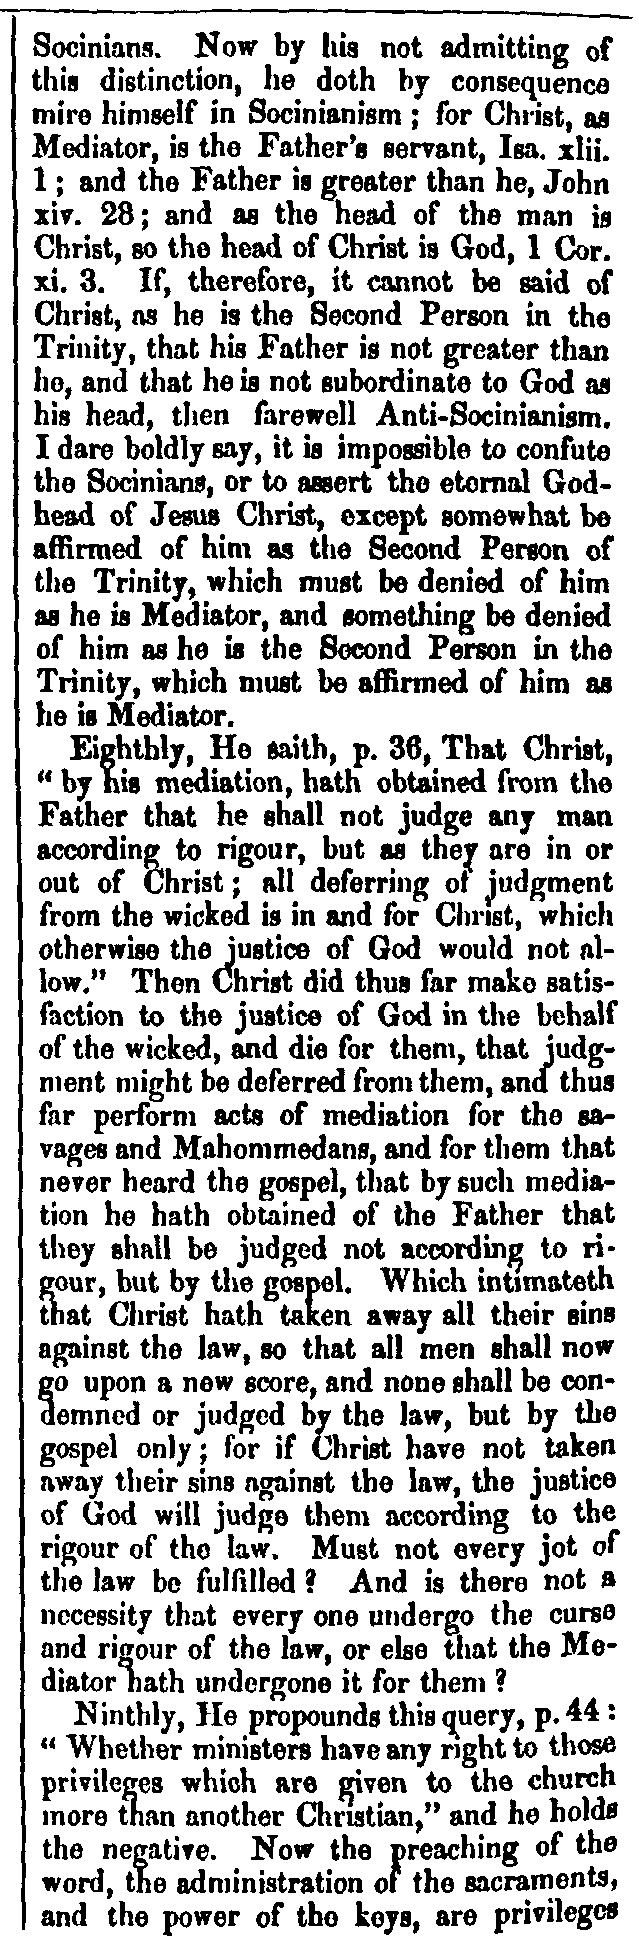 Socinians. Now by his not admitting of
this distinction, he doth by consequence
mire himself in Socinianism ; for Christ, as
Mediator, is the Father's servant, Isa. xlii.
1 ; and the Father is greater than he, John
xiv. 28 ; and as the head of the man is
Christ, so the head of Christ is God, 1 Cor.
xi. 3. If, therefore, it cannot be said of
Christ, as he is the Second Person in the
Trinity, that his Father is not greater than
he, and that he is not subordinate to God as
his head, then farewell Anti-Socinianism.
I dare boldly say, it is impossible to confute
the Socinians, or to assert the eternal God-
head of Jesus Christ, except somewhat be
affirmed of him as the Second Person of
the Trinity, which must be denied of him
as he is Mediator, and something be denied
of him as he is the Second Person in the
Trinity, which must be affirmed of him as
he is Mediator.
Eighthly, He saith, p. 36, That Christ,
" by his mediation, hath obtained from the
Father that he shall not judge any man
according to rigour, but as they are in or
out of Christ ; all deferring of judgment
from the wicked is in and for Christ, which
otherwise the justice of God would not al-
low." Then Christ did thus far make satis-
faction to the justice of God in the behalf
of the wicked, and die for them, that judg-
ment might be deferred from them, and thus
far perform acts of mediation for the sa-
vages and Mahommedans, and for them that
never heard the gospel, that by such media-
tion he hath obtained of the Father that
they shall be judged not according to ri-
gour, but by the gospel. Which intimateth
that Christ hath taken away all their sins
against the law, so that all men shall now
go upon a new score, and none shall be con-
demned or judged by the law, but by the
gospel only ; for if Christ have not taken
away their sins against the law, the justice
of God will judge them according to the
rigour of the law. Must not every jot of
the law be fulfilled ? And is there not a
necessity that every one undergo the curse
and rigour of the law, or else that the Me-
diator hath undergone it for them ?
Ninthly, He propounds this query, p. 44 :
" Whether ministers have any right to those
privileges which are given to the church
more than another Christian," and he holds
the negative. Now the preaching of the
word, the administration of the sacraments,
and the power of the keys, are privileges